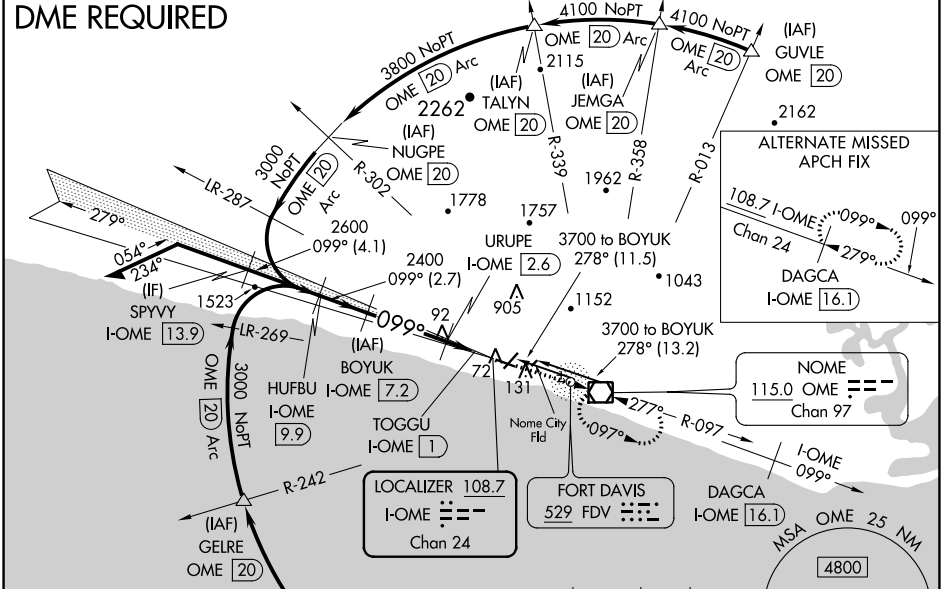 DME REQUIRED
4100 NoPT
OME 20 Arc
4100 NoPT
OME 20
Arc
(IAF)
GUVLE
OME 20
3800 NoPT
OME 20 Arc
2115
2262
(IAF)
TALYN
OME 20
(IAF)
JEMGA
OME 20
2162
(IAF)
NUGPE
OME 20
3000
NoPT
OME 20
Arc
R-302
R-339
R-358
R-013
ALTERNATE MISSED
APCH FIX
108.7 I-OME
Chan 24
099°
279°
099°
DAGCA
I-OME 16.1
LR-287
1778
1962
1757
279°
2600
099° (4.1)
URUPE
I-OME 2.6
3700 to BOYUK
278° (11.5)
1043
054°
234°
2400
099° (2.7)
905
1152
(IF)
SPYVY
I-OME 13.9
1523
LR-269
099°
92
3700 to BOYUK
278° (13.2)
(IAF)
BOYUK
I-OME 7.2
HUFBU
I-OME
9.9
72
131
Nome City
Fld
NOME
115.0 OME
Chan 97
3000 NoPT
OME 20 Arc
TOGGU
I-OME 1
277°
097°
R-097
I-OME
099°
R-242
LOCALIZER 108.7
I-OME
Chan 24
FORT DAVIS
529 FDV
DAGCA
I-OME 16.1
(IAF)
GELRE
OME 20
MSA OME 25 NM
4800